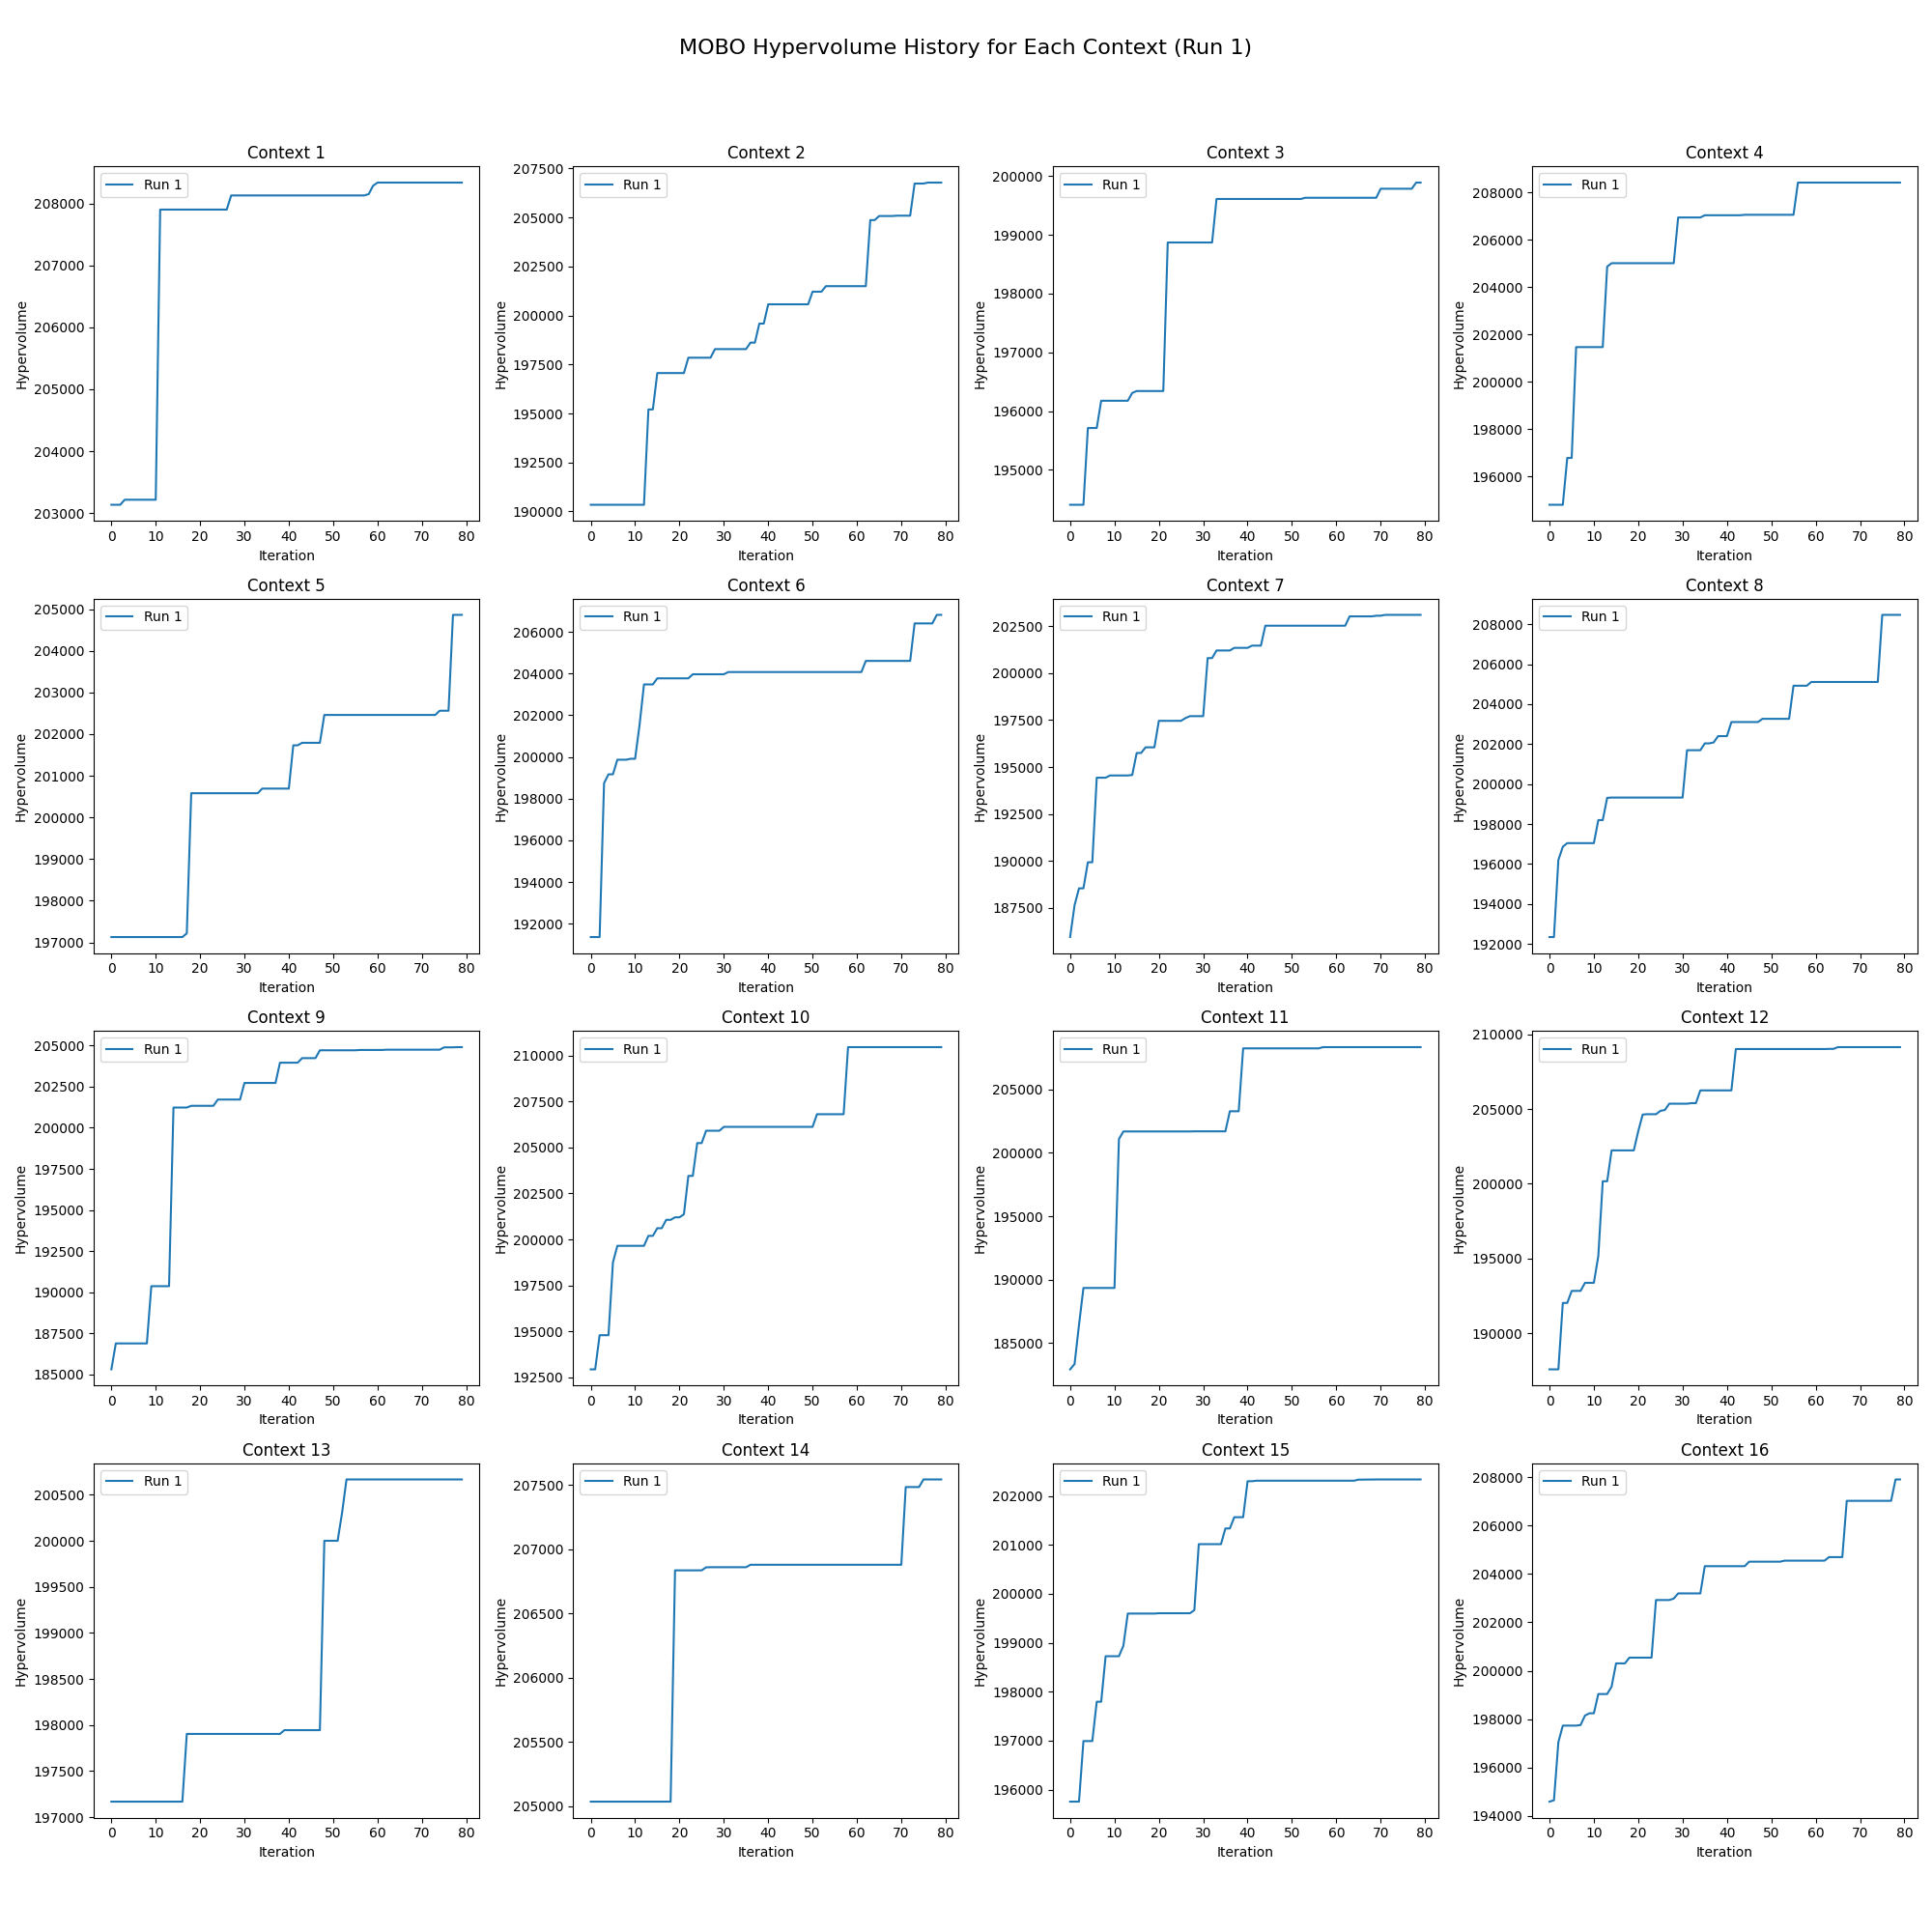 MOBO Hypervolume History for Each Context (Run 1)
Context 1
Run 1
208000
207000
206000
205000
204000
203000
Hypervolume
0 10 20 30 40 50 60 70 80
Iteration
Context 2
Run 1
207500
205000
202500
200000
197500
195000
192500
190000
Hypervolume
0 10 20 30 40 50 60 70 80
Iteration
Context 3
Run 1
200000
199000
198000
197000
196000
195000
Hypervolume
0 10 20 30 40 50 60 70 80
Iteration
Context 4
Run 1
208000
206000
204000
202000
200000
198000
196000
Hypervolume
0 10 20 30 40 50 60 70 80
Iteration
Context 5
Run 1
205000
204000
203000
202000
201000
200000
199000
198000
197000
Hypervolume
0 10 20 30 40 50 60 70 80
Iteration
Context 6
Run 1
206000
204000
202000
200000
198000
196000
194000
192000
Hypervolume
0 10 20 30 40 50 60 70 80
Iteration
Context 7
Run 1
202500
200000
197500
195000
192500
190000
187500
Hypervolume
0 10 20 30 40 50 60 70 80
Iteration
Context 8
Run 1
208000
206000
204000
202000
200000
198000
196000
194000
192000
Hypervolume
0 10 20 30 40 50 60 70 80
Iteration
Context 9
Run 1
205000
202500
200000
197500
195000
192500
190000
187500
185000
Hypervolume
0 10 20 30 40 50 60 70 80
Iteration
Context 10
Run 1
210000
207500
205000
202500
200000
197500
195000
192500
Hypervolume
0 10 20 30 40 50 60 70 80
Iteration
Context 11
Run 1
205000
200000
195000
190000
185000
Hypervolume
0 10 20 30 40 50 60 70 80
Iteration
Context 12
Run 1
210000
205000
200000
195000
190000
Hypervolume
0 10 20 30 40 50 60 70 80
Iteration
Context 13
Run 1
200500
200000
199500
199000
198500
198000
197500
197000
Hypervolume
0 10 20 30 40 50 60 70 80
Iteration
Context 14
Run 1
207500
207000
206500
206000
205500
205000
Hypervolume
0 10 20 30 40 50 60 70 80
Iteration
Context 15
Run 1
202000
201000
200000
199000
198000
197000
196000
Hypervolume
0 10 20 30 40 50 60 70 80
Iteration
Context 16
Run 1
208000
206000
204000
202000
200000
198000
196000
194000
Hypervolume
0 10 20 30 40 50 60 70 80
Iteration